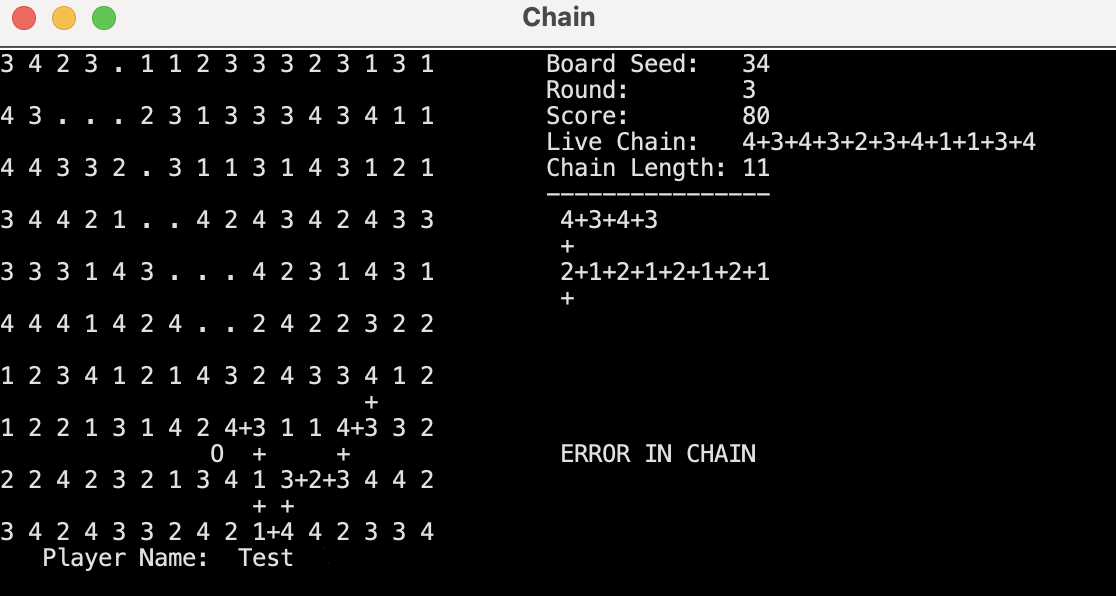 Chain
3 4 2 3 . 1 1 2 3 3 3 2 3 1 3 1 Board Seed: 34
Round: 3
4 3 . . . 2 3 1 3 3 3 4 3 4 1 1 Score: 80
Live Chain: 4+3+4+3+2+3+4+1+1+3+4
4 4 3 3 2 . 3 1 1 3 1 4 3 1 2 1 Chain Length: 11
----------------
3 4 4 2 1 . . 4 2 4 3 4 2 4 3 3 4+3+4+3
+
3 3 3 1 4 3 . . . 4 2 3 1 4 3 1 2+1+2+1+2+1+2+1
+
4 4 4 1 4 2 4 . . 2 4 2 2 3 2 2
1 2 3 4 1 2 1 4 3 2 4 3 3 4 1 2
+
1 2 2 1 3 1 4 2 4+3 1 1 4+3 3 2
O + + ERROR IN CHAIN
2 2 4 2 3 2 1 3 4 1 3+2+3 4 4 2
+ +
3 4 2 4 3 3 2 4 2 1+4 4 2 3 3 4
Player Name: Test